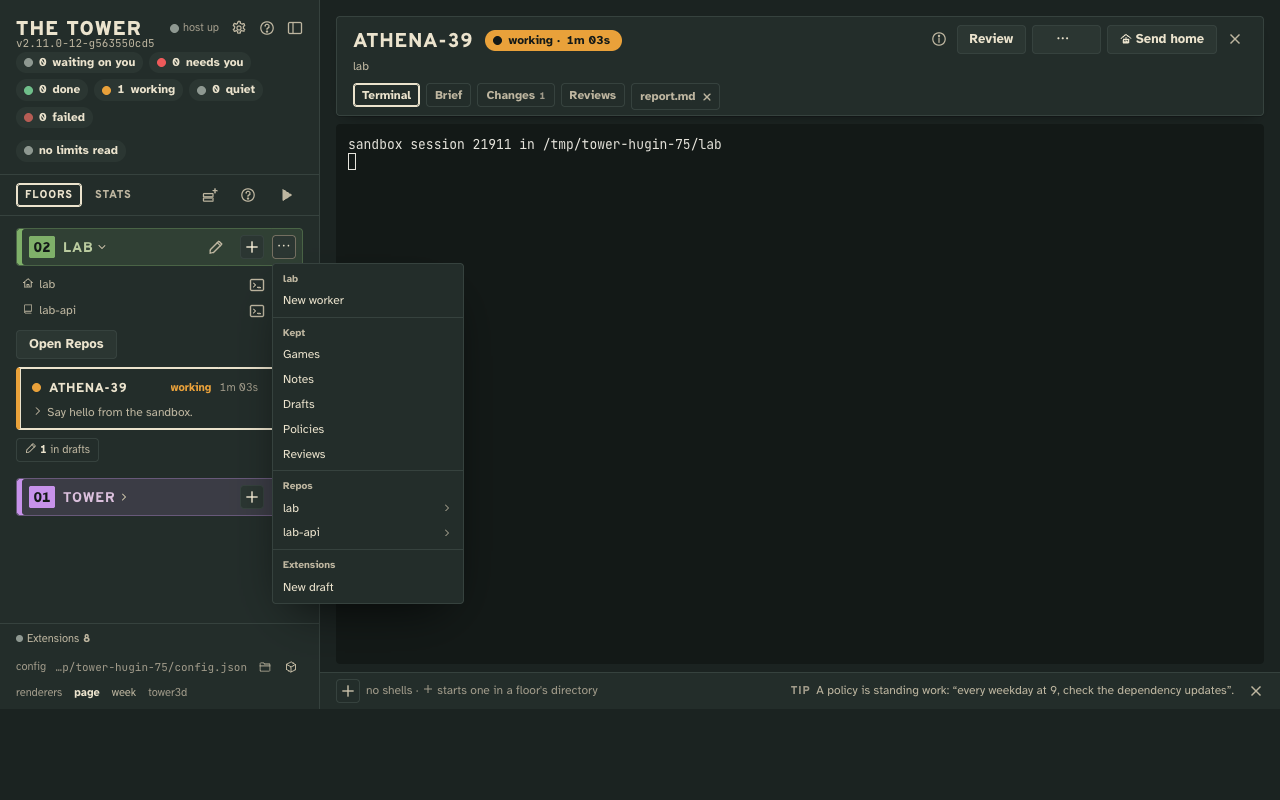 THE TOWER
host up
v2.11.0-12-g563550cd5
0 waiting on you
0 needs you
0 done
1 working
0 quiet
0 failed
no limits read
FLOORS
STATS
02 LAB
lab
lab-api
Open Repos
ATHENA-39 working 1m 03s
Say hello from the sandbox.
1 in drafts
01 TOWER
Extensions 8
config …p/tower-hugin-75/config.json
renderers page week tower3d
lab
New worker
Kept
Games
Notes
Drafts
Policies
Reviews
Repos
lab
lab-api
Extensions
New draft
ATHENA-39 working · 1m 03s
Review
···
Send home
lab
Terminal
Brief
Changes 1
Reviews
report.md
sandbox session 21911 in /tmp/tower-hugin-75/lab
no shells · + starts one in a floor's directory
TIP A policy is standing work: “every weekday at 9, check the dependency updates”.